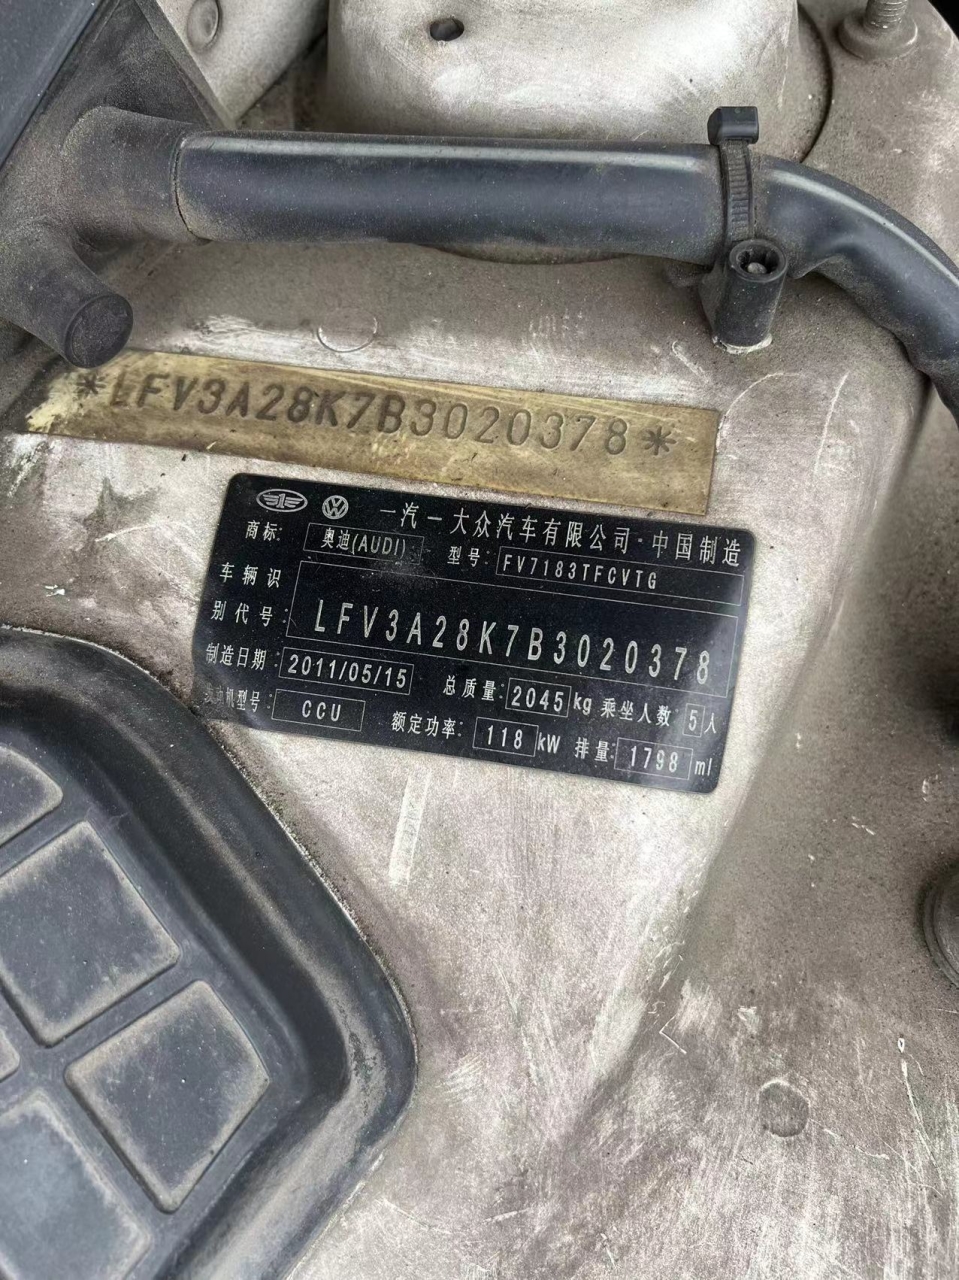 *LFV3A28K7B3020378*
一汽一大众汽车有限公司·中国制造
商标: 奥迪(AUDI) 型号: FV7183TFCVTG
车辆识
别代号: LFV3A28K7B3020378
制造日期: 2011/05/15 总质量: 2045 kg 乘坐人数: 5 人
机型号: CCU 额定功率: 118 kW 排量: 1798 ml